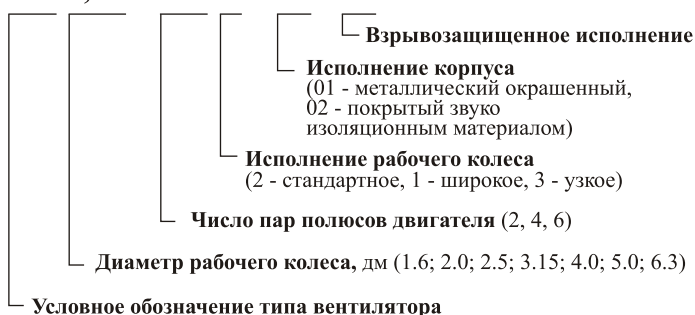 Взрывозащищенное исполнение
Исполнение корпуса
(01 - металлический окрашенный,
02 - покрытый звуко
изоляционным материалом)
Исполнение рабочего колеса
(2 - стандартное, 1 - широкое, 3 - узкое)
Число пар полюсов двигателя (2, 4, 6)
Диаметр рабочего колеса, дм (1.6; 2.0; 2.5; 3.15; 4.0; 5.0; 6.3)
Условное обозначение типа вентилятора